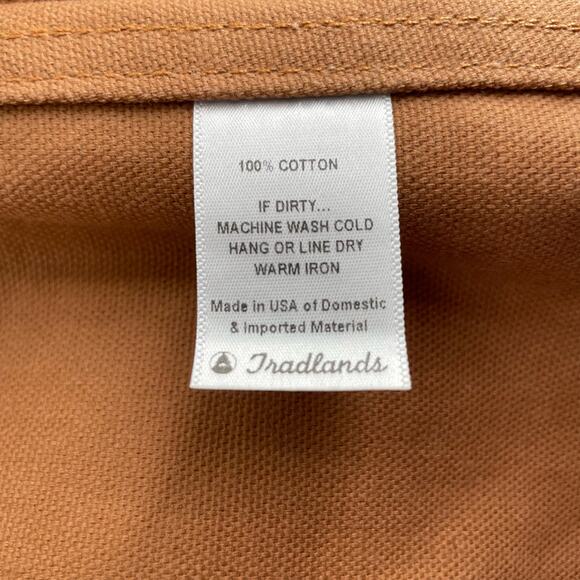 100% COTTON
IF DIRTY...
MACHINE WASH COLD
HANG OR LINE DRY
WARM IRON
Made in USA of Domestic
& Imported Material
Tradlands